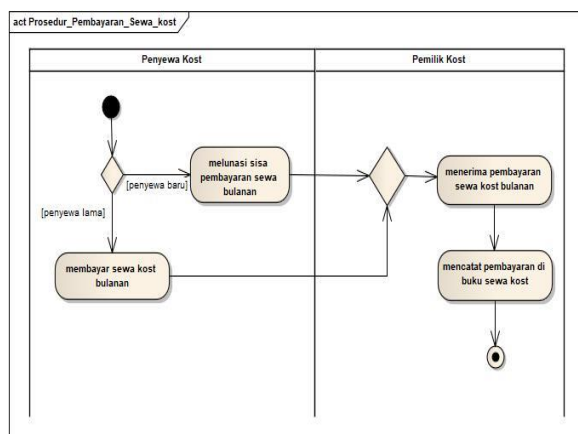 act Prosedur_Pembayaran_Sewa_kost
Penyewa Kost
Pemilik Kost
melunasi sisa
pembayaran sewa
bulanan
[penyewa baru]
[penyewa lama]
membayar sewa kost
bulanan
menerima pembayaran
sewa kost bulanan
mencatat pembayaran di
buku sewa kost